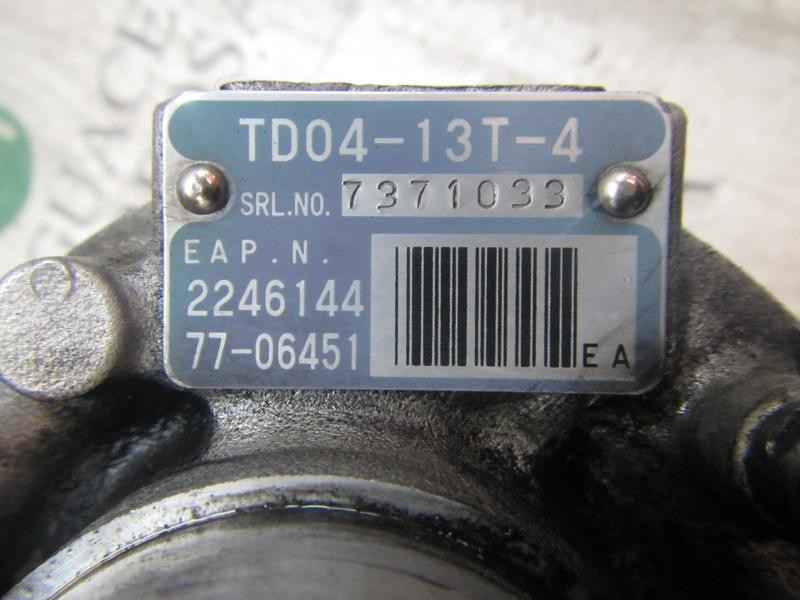 TD04-13T-4
SRL.NO. 7371033
EAP.N.
2246144
77-06451
EA